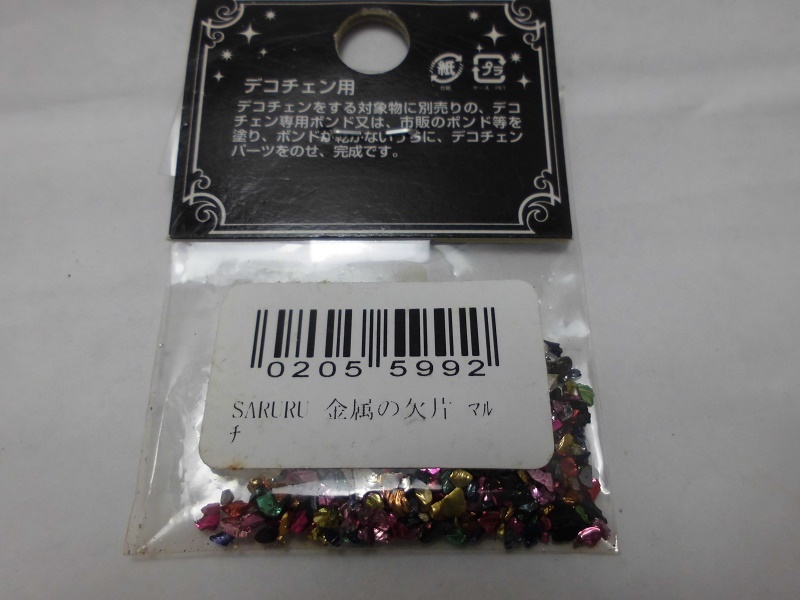 紙
プラ
デコチェン用
デコチェンをする対象物に別売りの、デコ
チェン専用ボンド又は、市販のボンド等を
塗り、ボンドが乾かないうちに、デコチェン
パーツをのせ、完成です。
0205 5992
SARURU 金属の欠片 マル
チ